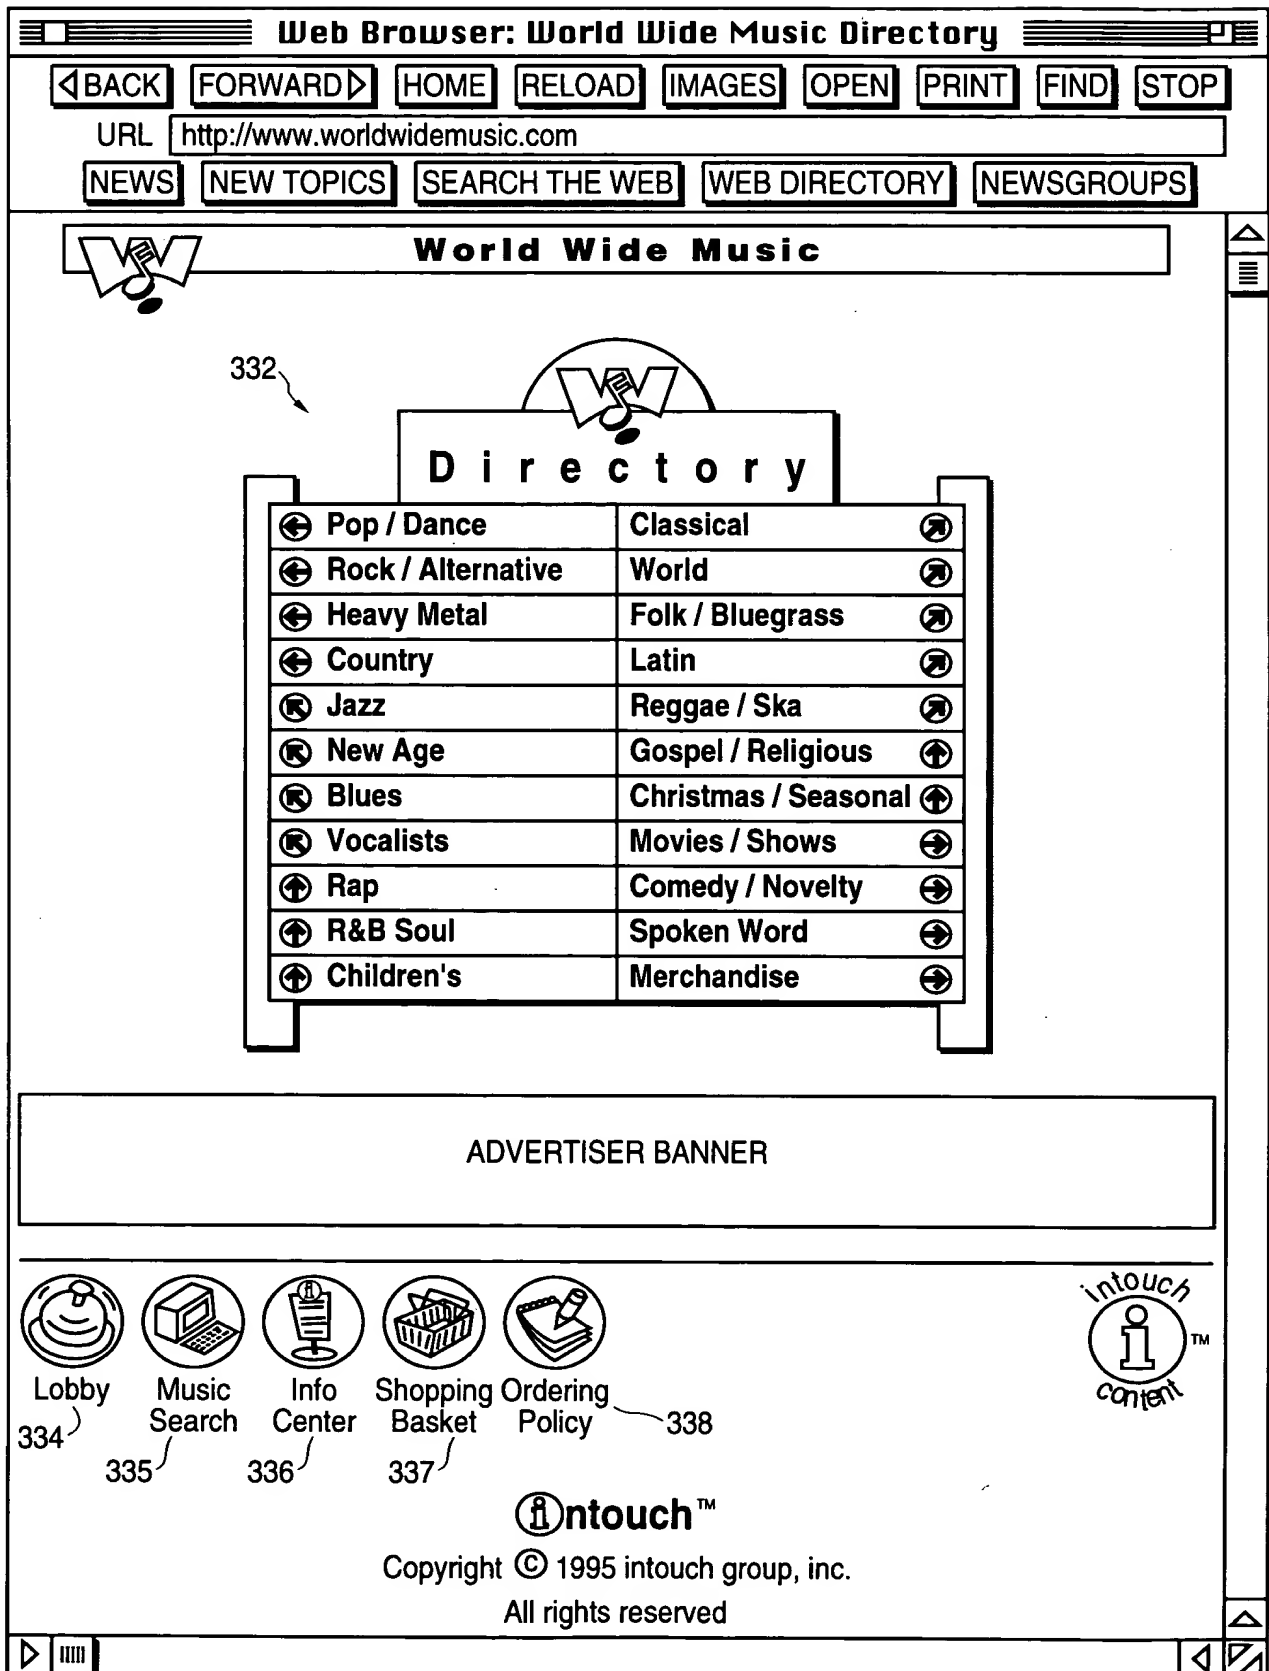 Web Browser: World Wide Music Directory
BACK FORWARD HOME RELOAD IMAGES OPEN PRINT FIND STOP
URL http://www.worldwidemusic.com
NEWS NEW TOPICS SEARCH THE WEB WEB DIRECTORY NEWSGROUPS
World Wide Music
332
Directory
Pop / Dance Classical
Rock / Alternative World
Heavy Metal Folk / Bluegrass
Country Latin
Jazz Reggae / Ska
New Age Gospel / Religious
Blues Christmas / Seasonal
Vocalists Movies / Shows
Rap Comedy / Novelty
R&B Soul Spoken Word
Children's Merchandise
ADVERTISER BANNER
intouch
i TM
content
Lobby Music Search Info Center Shopping Basket Ordering Policy
334 335 336 337 338
intouch™
Copyright © 1995 intouch group, inc.
All rights reserved